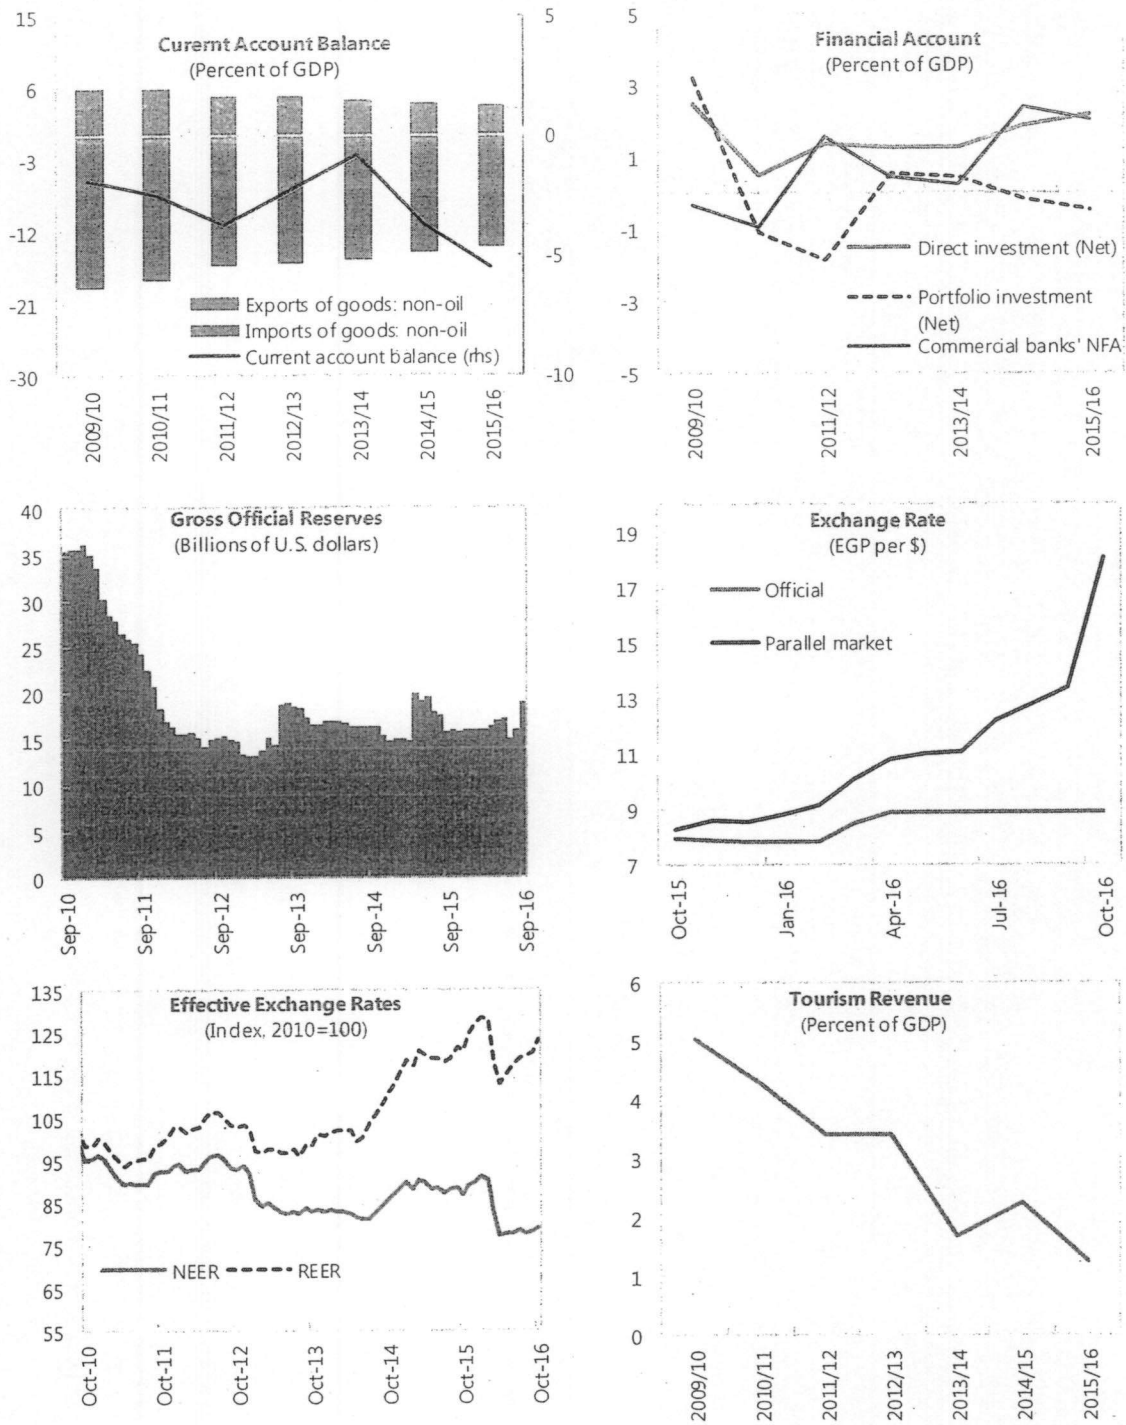 Curernt Account Balance
(Percent of GDP)
15
6
-3
-12
-21
-30
5
0
-5
-10
Exports of goods: non-oil
Imports of goods: non-oil
Current account balance (rhs)
2009/10
2010/11
2011/12
2012/13
2013/14
2014/15
2015/16
Financial Account
(Percent of GDP)
5
3
1
-1
-3
-5
Direct investment (Net)
Portfolio investment
(Net)
Commercial banks' NFA
2009/10
2011/12
2013/14
2015/16
Gross Official Reserves
(Billions of U.S. dollars)
40
35
30
25
20
15
10
5
0
Sep-10
Sep-11
Sep-12
Sep-13
Sep-14
Sep-15
Sep-16
Exchange Rate
(EGP per $)
19
17
15
13
11
9
7
Official
Parallel market
Oct-15
Jan-16
Apr-16
Jul-16
Oct-16
Effective Exchange Rates
(Index, 2010=100)
135
125
115
105
95
85
75
65
55
NEER
REER
Oct-10
Oct-11
Oct-12
Oct-13
Oct-14
Oct-15
Oct-16
Tourism Revenue
(Percent of GDP)
6
5
4
3
2
1
0
2009/10
2010/11
2011/12
2012/13
2013/14
2014/15
2015/16